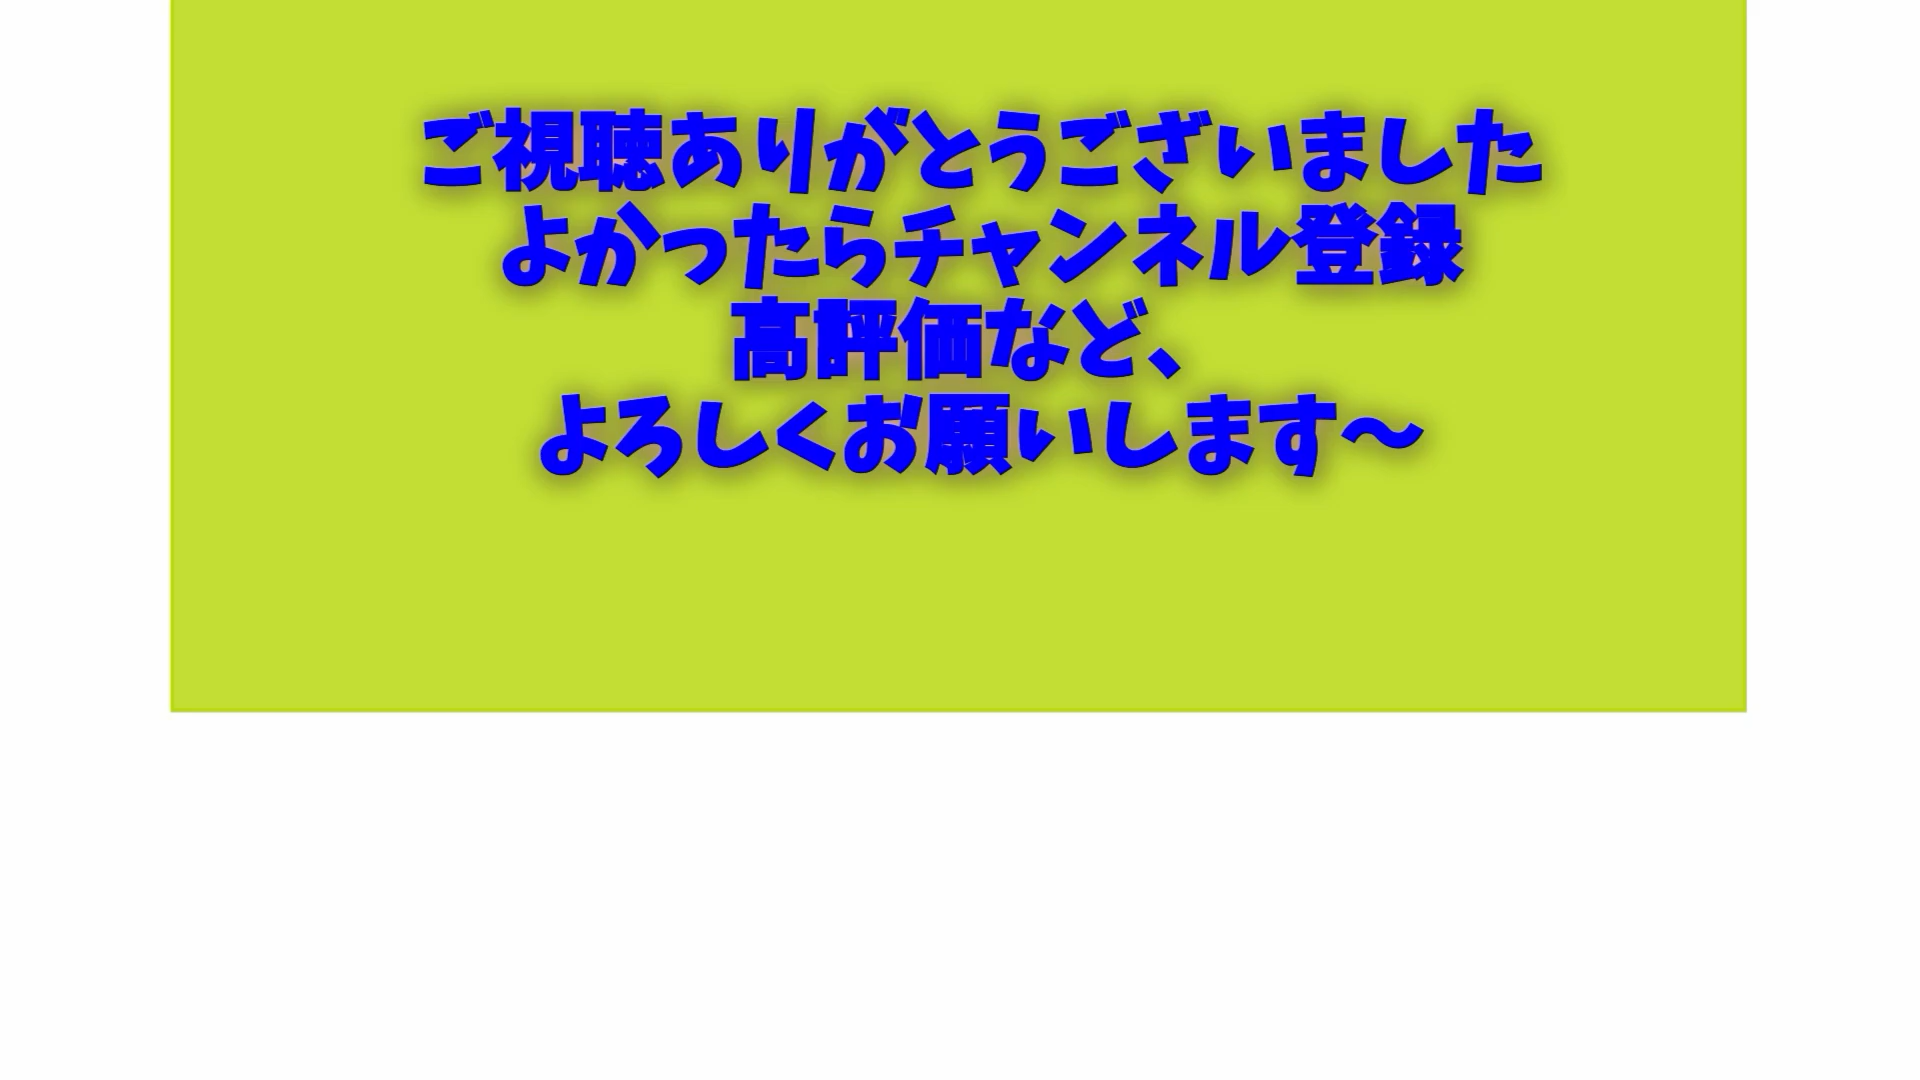 ご視聴ありがとうございました
よかったらチャンネル登録
高評価など、
よろしくお願いします～